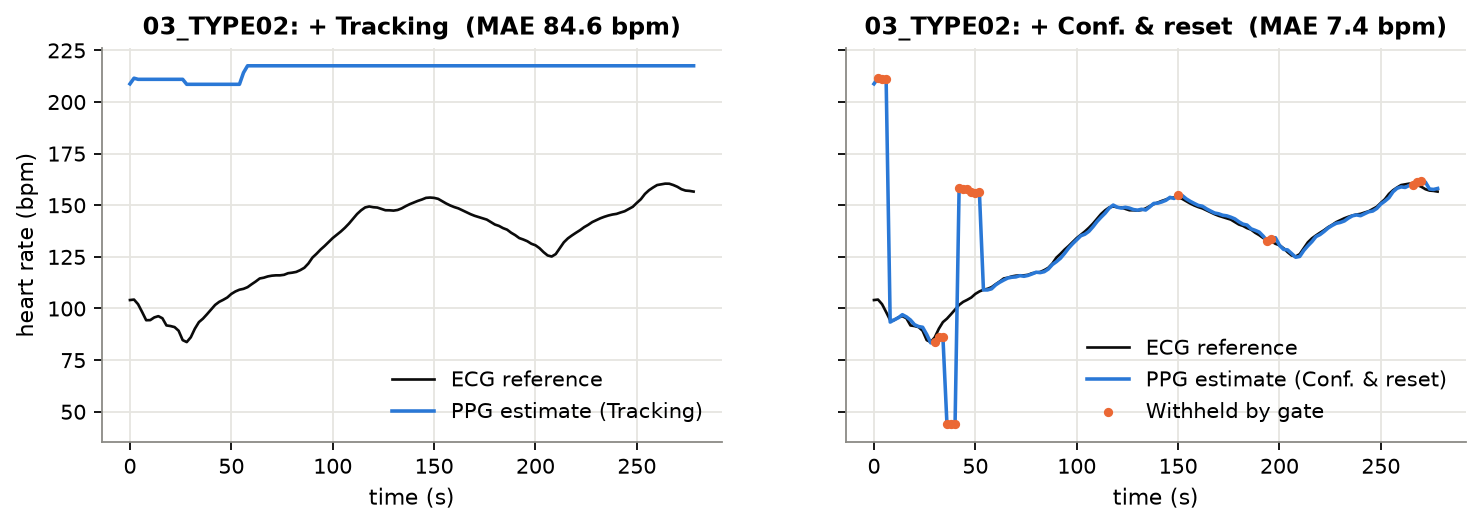 03_TYPE02: + Tracking  (MAE 84.6 bpm)
225
200
175
150
125
100
75
50
heart rate (bpm)
0
50
100
150
200
250
time (s)
ECG reference
PPG estimate (Tracking)
03_TYPE02: + Conf. & reset  (MAE 7.4 bpm)
0
50
100
150
200
250
time (s)
ECG reference
PPG estimate (Conf. & reset)
Withheld by gate